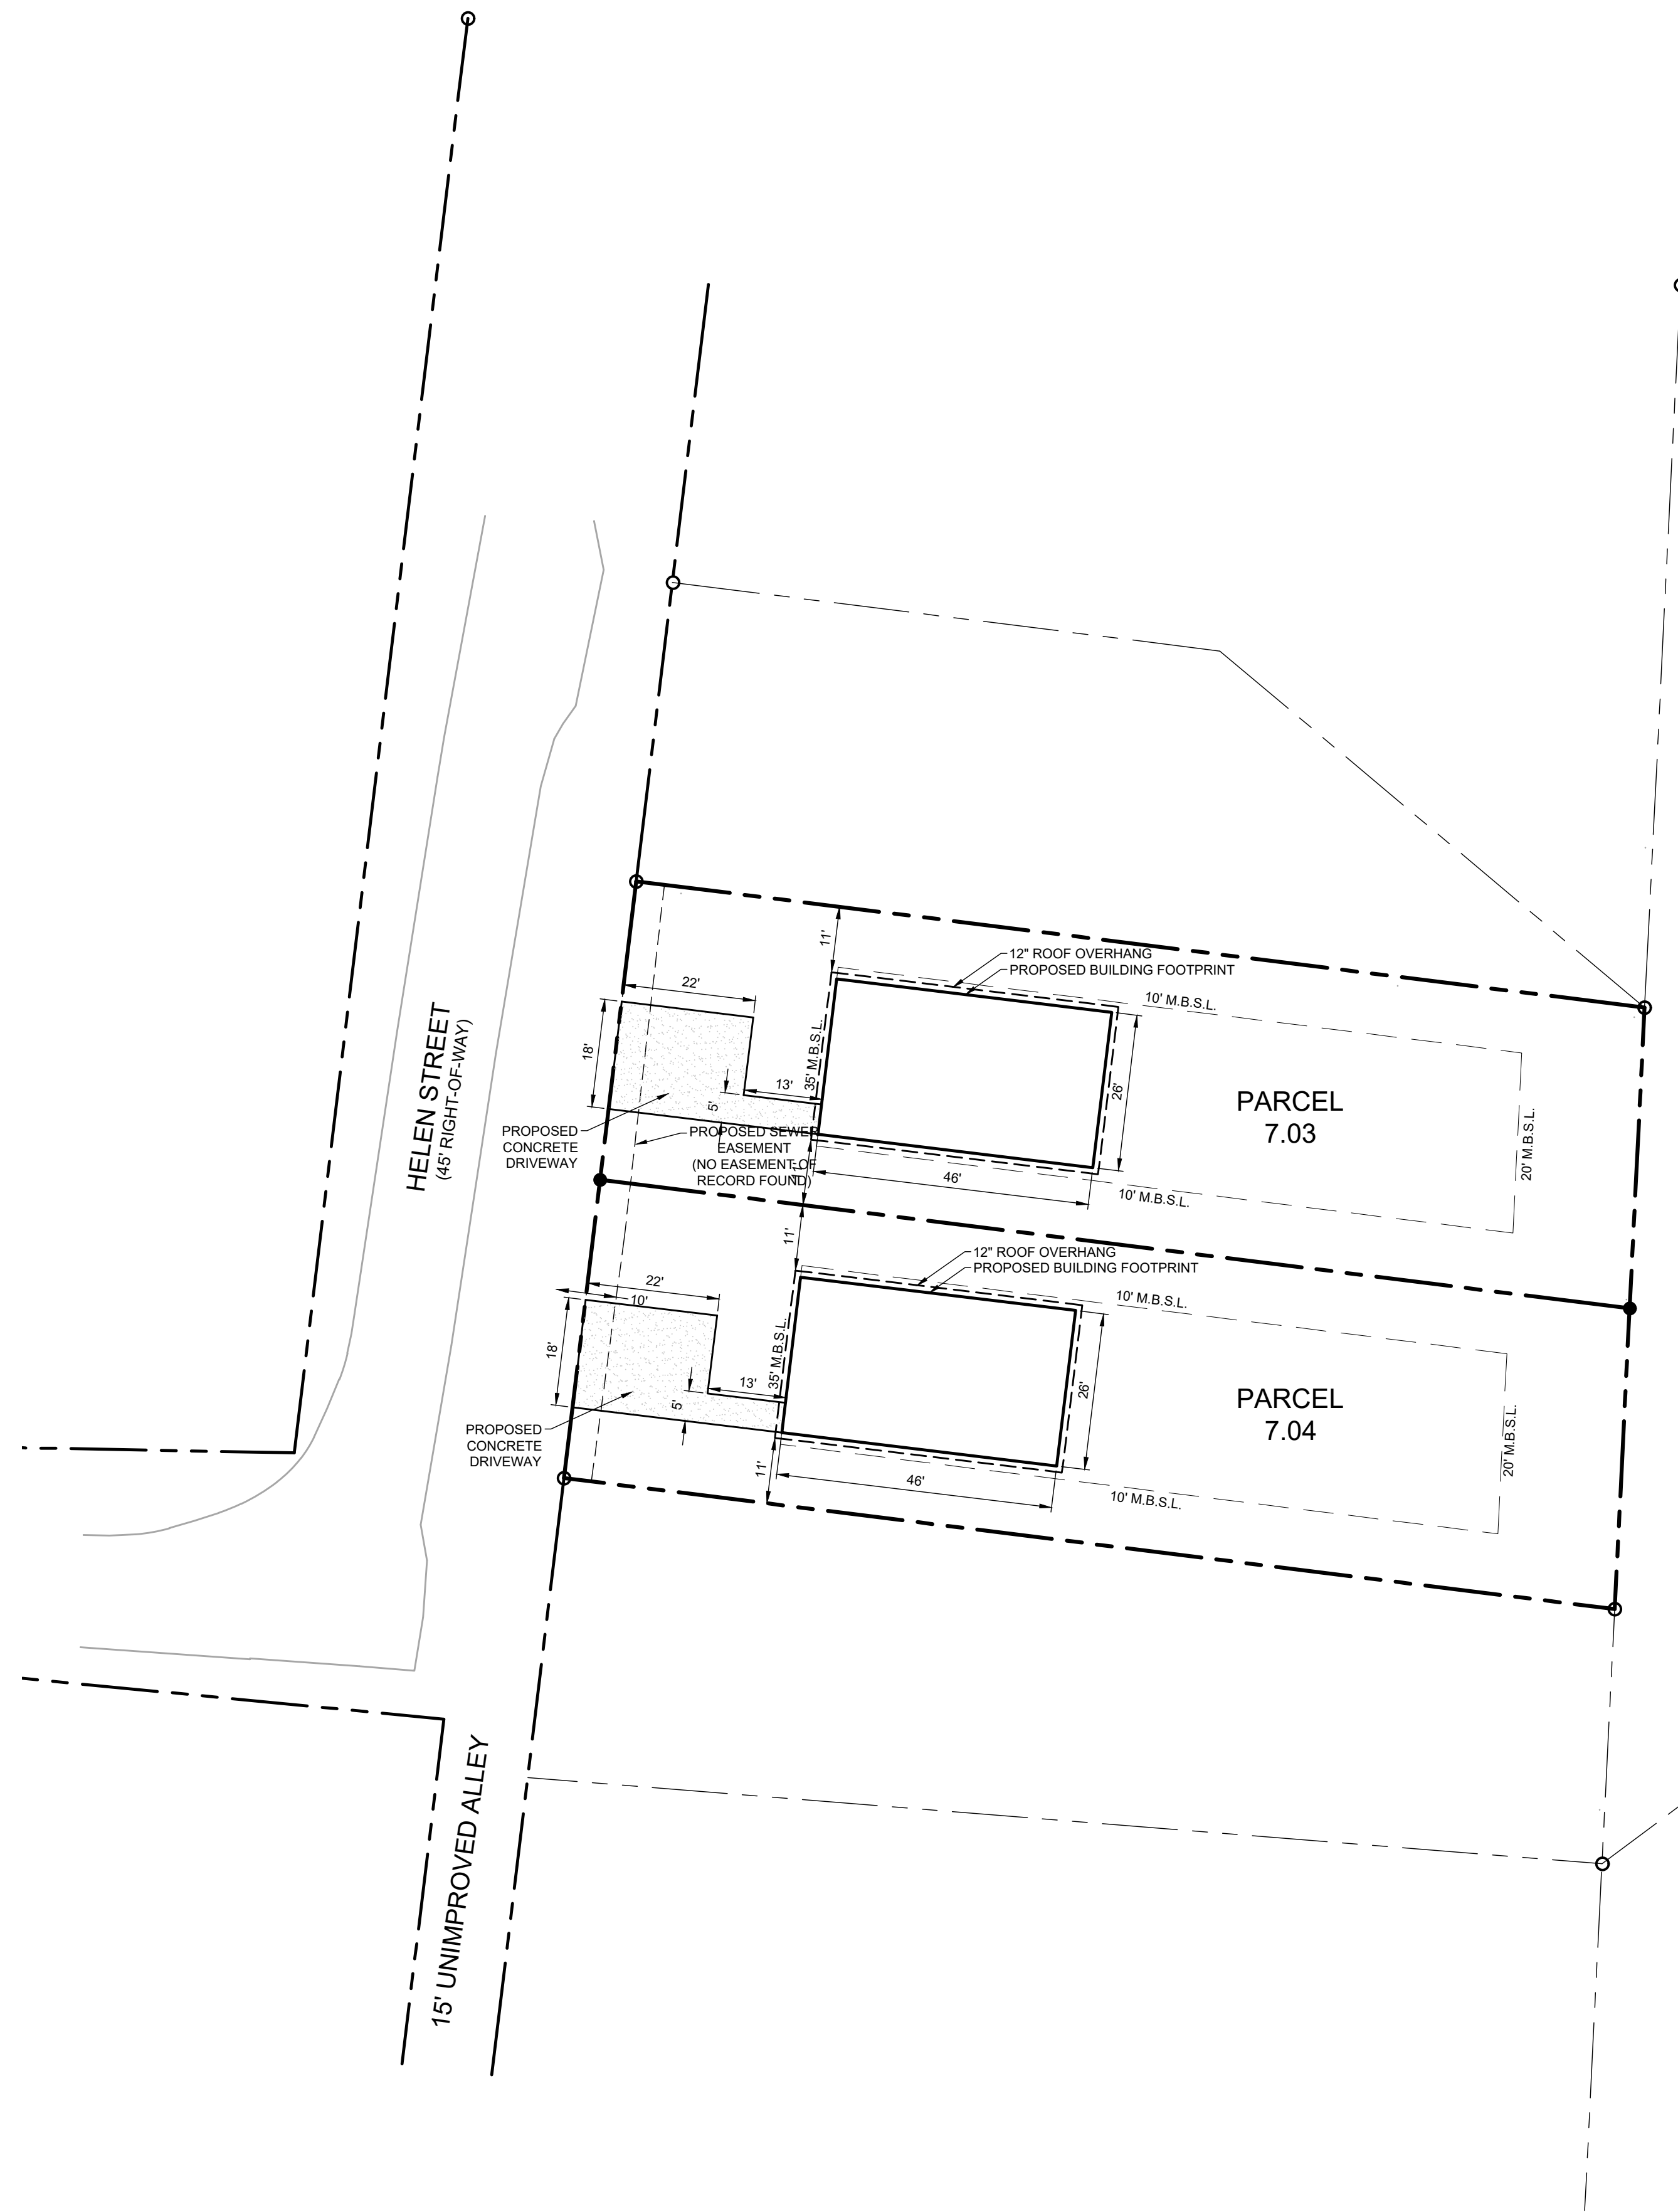 11'
12" ROOF OVERHANG
PROPOSED BUILDING FOOTPRINT
22'
10' M.B.S.L.
HELEN STREET
(45' RIGHT-OF-WAY)
18'
35' M.B.S.L.
13'
5'
26'
PARCEL
7.03
20' M.B.S.L.
PROPOSED
CONCRETE
DRIVEWAY
PROPOSED SEWER
EASEMENT
(NO EASEMENT OF
RECORD FOUND)
11'
46'
10' M.B.S.L.
11'
12" ROOF OVERHANG
PROPOSED BUILDING FOOTPRINT
22'
10'
10' M.B.S.L.
18'
35' M.B.S.L.
13'
5'
26'
PARCEL
7.04
20' M.B.S.L.
PROPOSED
CONCRETE
DRIVEWAY
11'
46'
10' M.B.S.L.
15' UNIMPROVED ALLEY